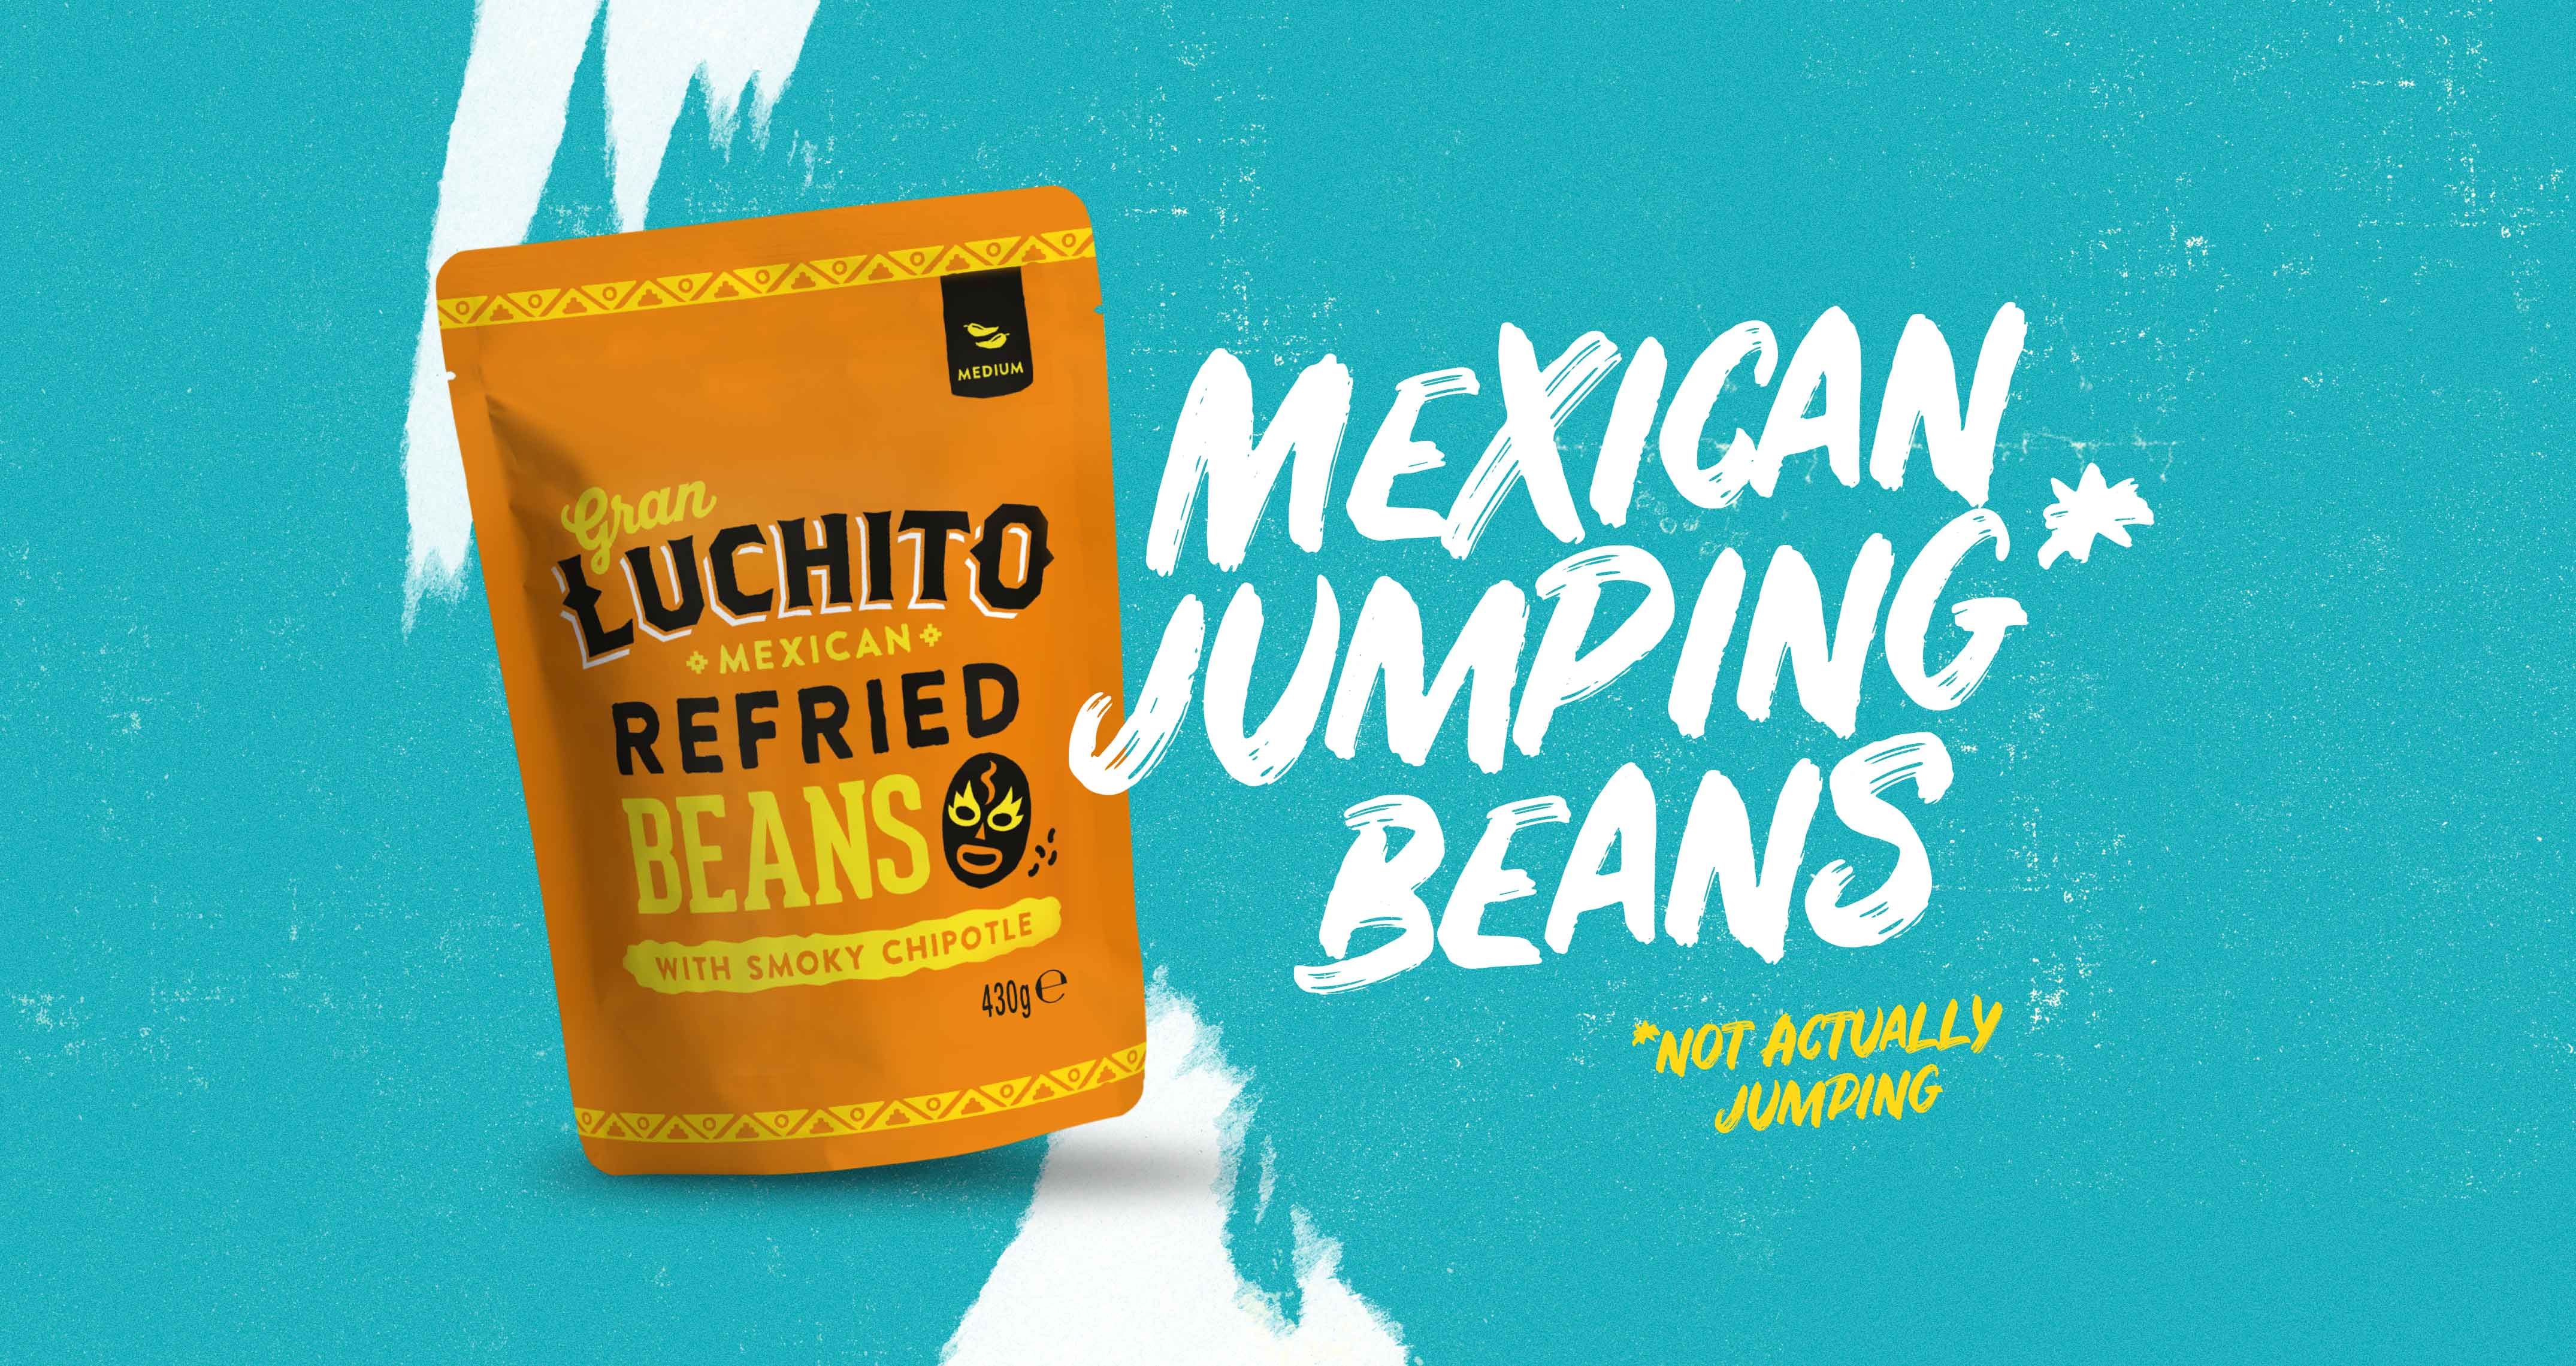 MEDIUM
Gran
LUCHITO
MEXICAN
REFRIED
BEANS
WITH SMOKY CHIPOTLE
430g ℮
MEXICAN
JUMPING*
BEANS
*NOT ACTUALLY
JUMPING